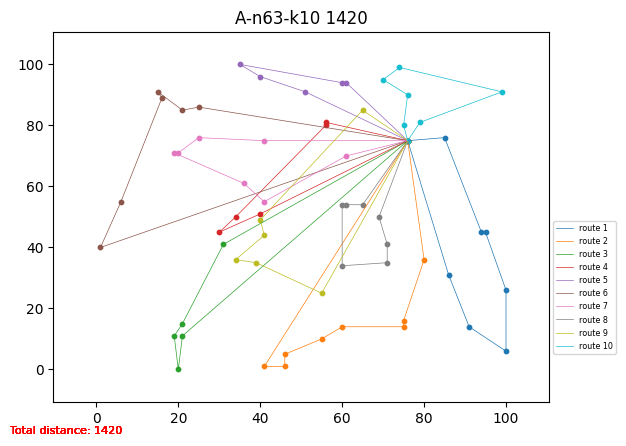 A-n63-k10 1420
100
80
60
40
20
0
0
20
40
60
80
100
route 1
route 2
route 3
route 4
route 5
route 6
route 7
route 8
route 9
route 10
Total distance: 1420